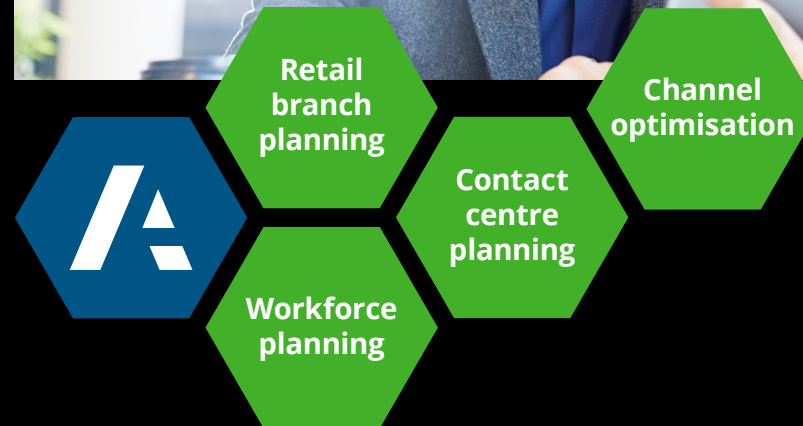 Retail
branch
planning
Channel
optimisation
Contact
centre
planning
Workforce
planning